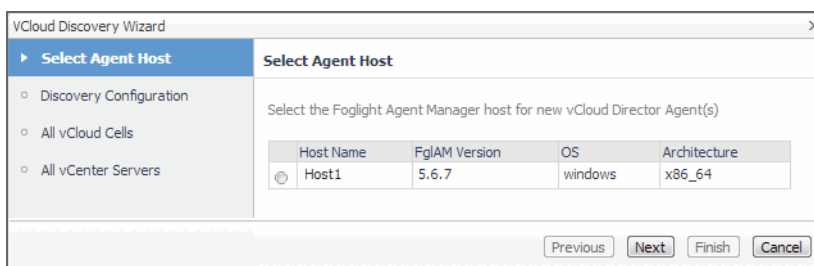 VCloud Discovery Wizard
Select Agent Host
Discovery Configuration
All vCloud Cells
All vCenter Servers
Select Agent Host
Select the Foglight Agent Manager host for new vCloud Director Agent(s)
Host Name FglAM Version OS Architecture
Host1 5.6.7 windows x86_64
Previous Next Finish Cancel